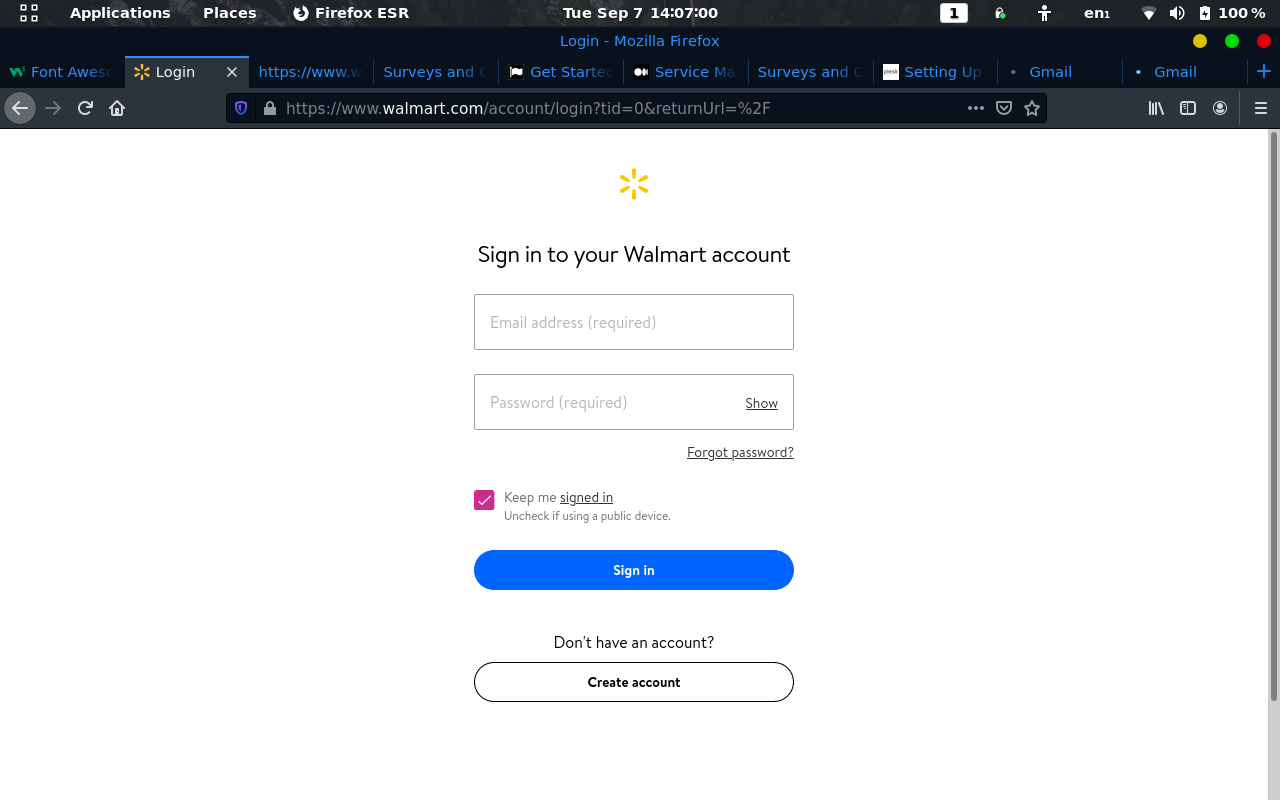 Applications Places Firefox ESR Tue Sep 7 14:07:00 1 en₁ 100 %
Login - Mozilla Firefox
Font Aweso Login https://www.w Surveys and C Get Started Service Ma Surveys and C Setting Up Gmail Gmail
https://www.walmart.com/account/login?tid=0&returnUrl=%2F
Sign in to your Walmart account
Email address (required)
Password (required) Show
Forgot password?
Keep me signed in
Uncheck if using a public device.
Sign in
Don't have an account?
Create account